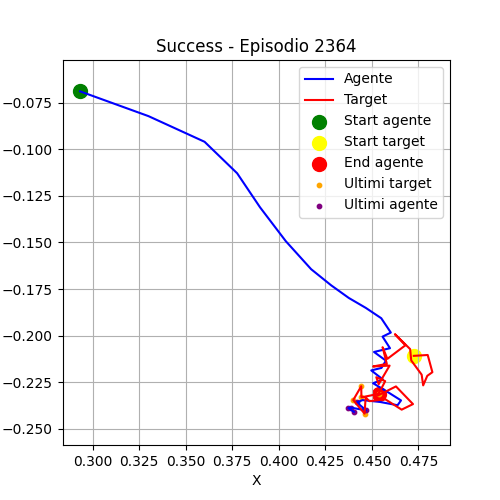 Success - Episodio 2364
Agente
Target
Start agente
Start target
End agente
Ultimi target
Ultimi agente
−0.075
−0.100
−0.125
−0.150
−0.175
−0.200
−0.225
−0.250
0.300 0.325 0.350 0.375 0.400 0.425 0.450 0.475
X